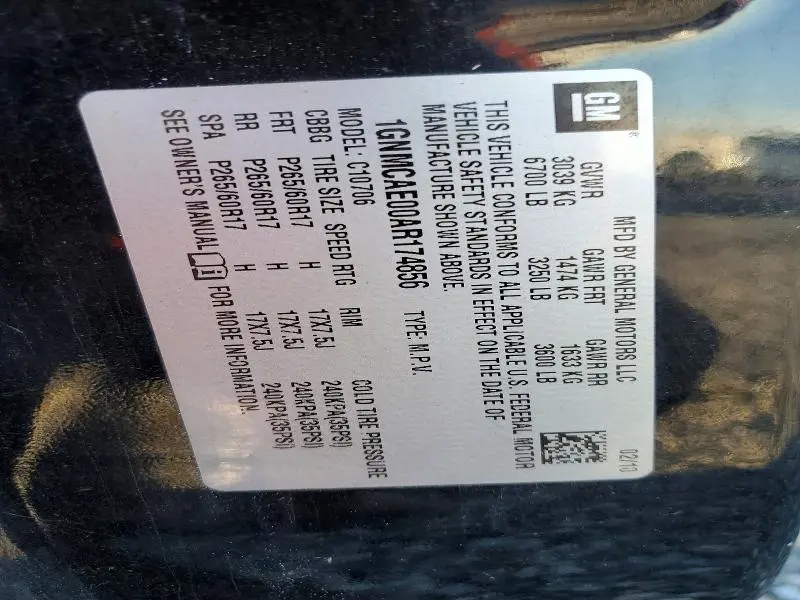 GM®
MFD BY GENERAL MOTORS LLC 02/10
GVWR GAWR FRT GAWR RR
3039 KG 1474 KG 1633 KG
6700 LB 3250 LB 3600 LB
THIS VEHICLE CONFORMS TO ALL APPLICABLE U.S. FEDERAL MOTOR
VEHICLE SAFETY STANDARDS IN EFFECT ON THE DATE OF
MANUFACTURE SHOWN ABOVE.
1GNMCAE00AR174856 TYPE: M.P.V.
MODEL: C10706
CBBG TIRE SIZE SPEED RTG RIM COLD TIRE PRESSURE
FRT P265/60R17 H 17X7.5J 240KPA(35PSI)
RR P265/60R17 H 17X7.5J 240KPA(35PSI)
SPA P265/60R17 H 17X7.5J 240KPA(35PSI)
SEE OWNER'S MANUAL FOR MORE INFORMATION.